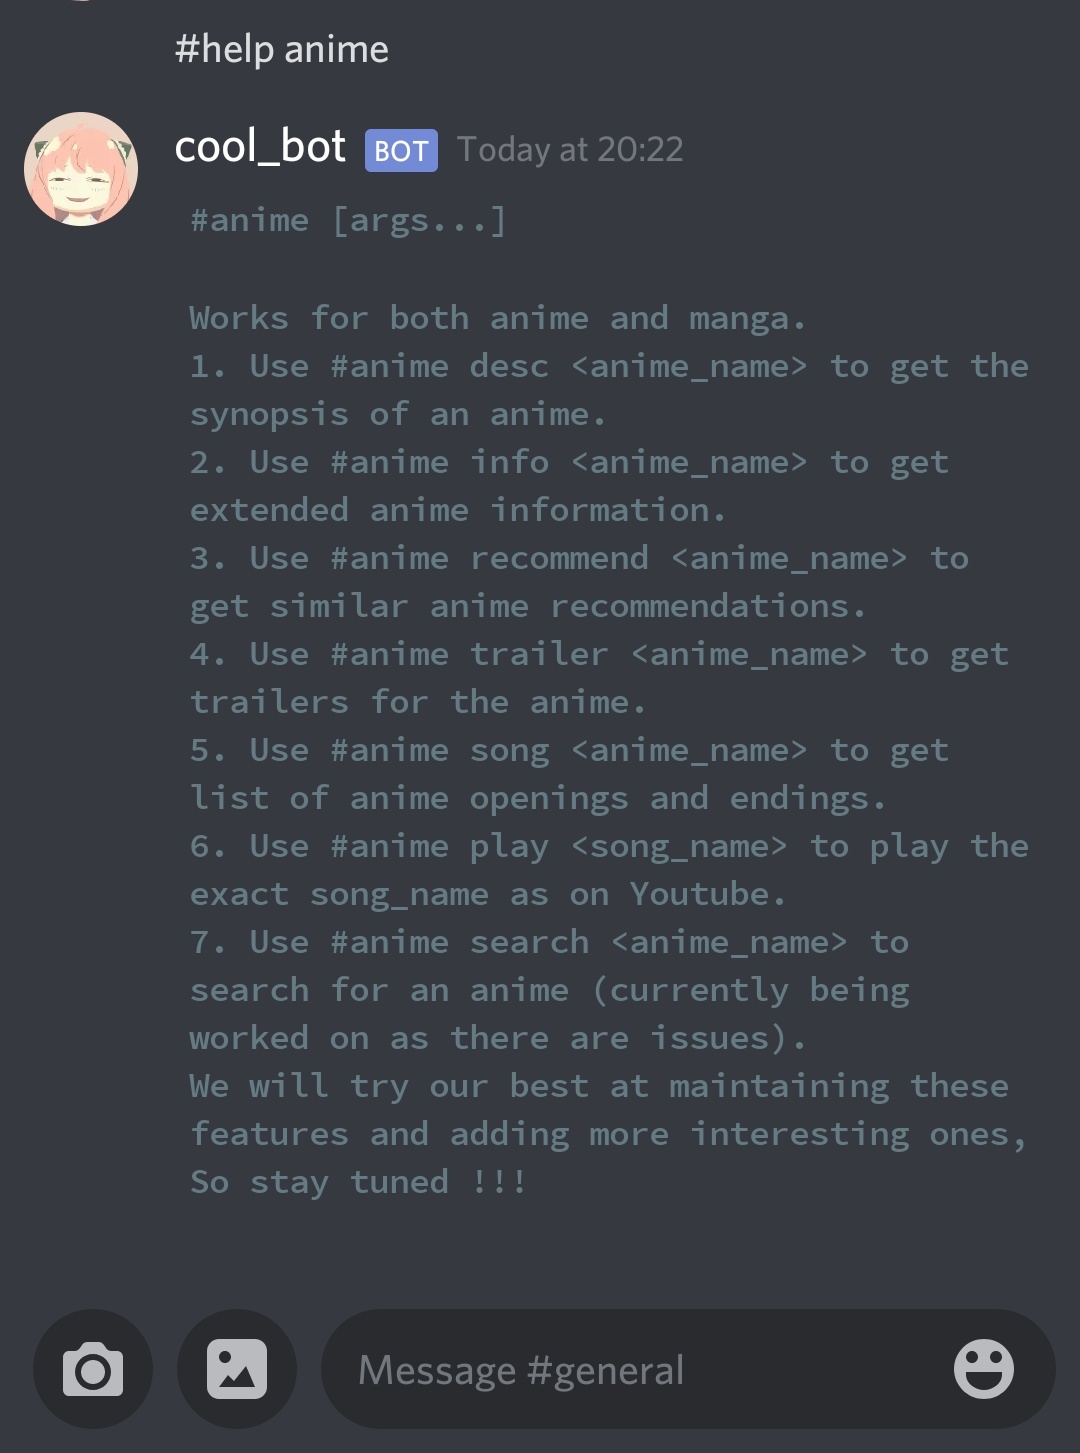 #help anime
cool_bot BOT Today at 20:22
#anime [args...]
Works for both anime and manga.
1. Use #anime desc <anime_name> to get the
synopsis of an anime.
2. Use #anime info <anime_name> to get
extended anime information.
3. Use #anime recommend <anime_name> to
get similar anime recommendations.
4. Use #anime trailer <anime_name> to get
trailers for the anime.
5. Use #anime song <anime_name> to get
list of anime openings and endings.
6. Use #anime play <song_name> to play the
exact song_name as on Youtube.
7. Use #anime search <anime_name> to
search for an anime (currently being
worked on as there are issues).
We will try our best at maintaining these
features and adding more interesting ones,
So stay tuned !!!
Message #general